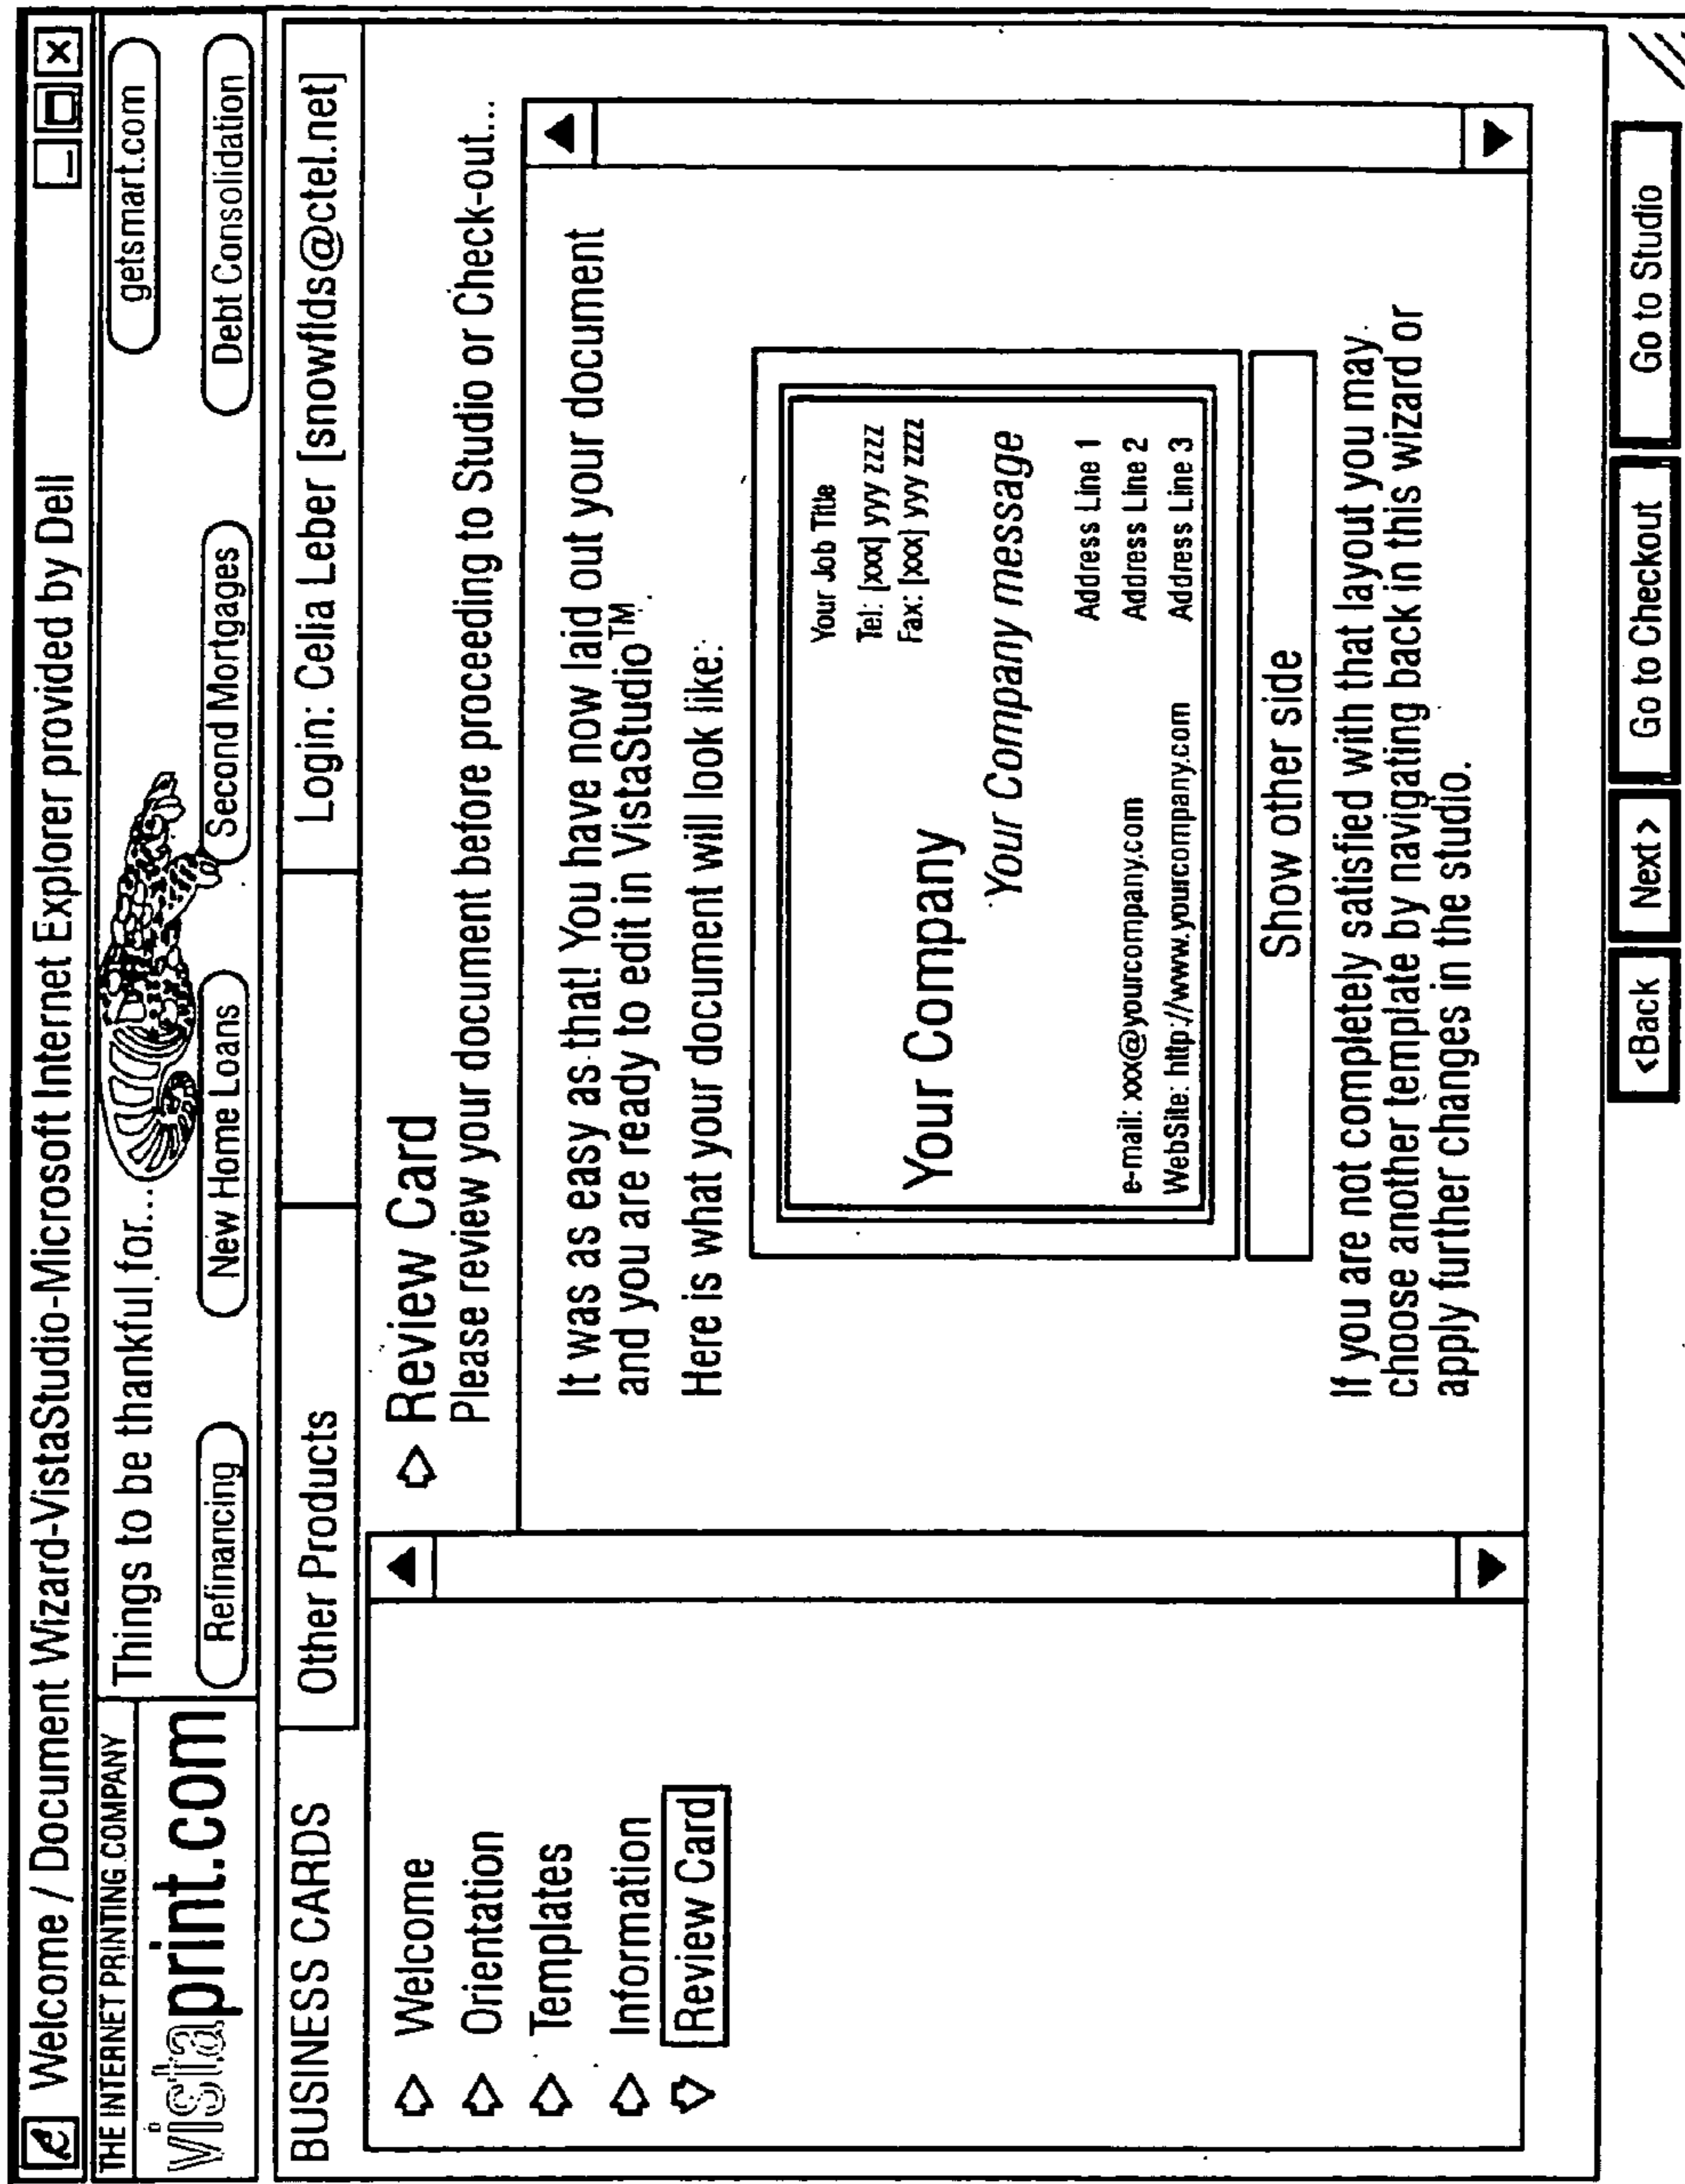 Welcome / Document Wizard-VistaStudio-Microsoft Internet Explorer provided by Dell
THE INTERNET PRINTING COMPANY
vistaprint.com
Things to be thankful for...
getsmart.com
Refinancing
New Home Loans
Second Mortgages
Debt Consolidation
BUSINESS CARDS
Other Products
Login: Celia Leber [snowflds@ctel.net]
Welcome
Orientation
Templates
Information
Review Card
Review Card
Please review your document before proceeding to Studio or Check-out...
It was as easy as that! You have now laid out your document
and you are ready to edit in VistaStudio™
Here is what your document will look like:
Your Job Title
Tel: [xxx] yyy zzzz
Fax: [xxx] yyy zzzz
Your Company
Your Company message
Address Line 1
e-mail: xxx@yourcompany.com Address Line 2
WebSite: http://www.yourcompany.com Address Line 3
Show other side
If you are not completely satisfied with that layout you may
choose another template by navigating back in this wizard or
apply further changes in the studio.
<Back
Next >
Go to Checkout
Go to Studio